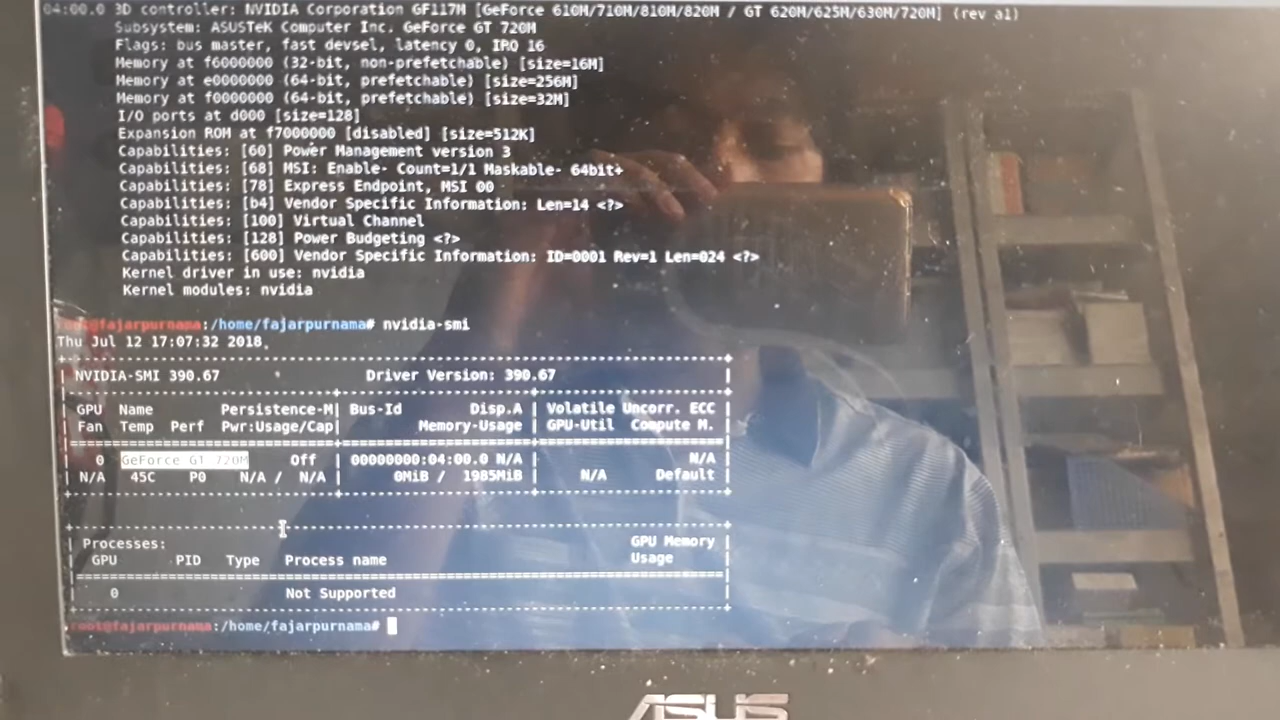 04:00.0 3D controller: NVIDIA Corporation GF117M [GeForce 610M/710M/810M/820M / GT 620M/625M/630M/720M] (rev a1)
Subsystem: ASUSTeK Computer Inc. GeForce GT 720M
Flags: bus master, fast devsel, latency 0, IRQ 16
Memory at f6000000 (32-bit, non-prefetchable) [size=16M]
Memory at e0000000 (64-bit, prefetchable) [size=256M]
Memory at f0000000 (64-bit, prefetchable) [size=32M]
I/O ports at d000 [size=128]
Expansion ROM at f7000000 [disabled] [size=512K]
Capabilities: [60] Power Management version 3
Capabilities: [68] MSI: Enable- Count=1/1 Maskable- 64bit+
Capabilities: [78] Express Endpoint, MSI 00
Capabilities: [b4] Vendor Specific Information: Len=14 <?>
Capabilities: [100] Virtual Channel
Capabilities: [128] Power Budgeting <?>
Capabilities: [600] Vendor Specific Information: ID=0001 Rev=1 Len=024 <?>
Kernel driver in use: nvidia
Kernel modules: nvidia
root@fajarpurnama:/home/fajarpurnama# nvidia-smi
Thu Jul 12 17:07:32 2018
NVIDIA-SMI 390.67 Driver Version: 390.67
GPU Name Persistence-M| Bus-Id Disp.A | Volatile Uncorr. ECC
Fan Temp Perf Pwr:Usage/Cap| Memory-Usage | GPU-Util Compute M.
0 GeForce GT 720M Off | 00000000:04:00.0 N/A | N/A
N/A 45C P0 N/A / N/A | 0MiB / 1985MiB | N/A Default
Processes: GPU Memory
GPU PID Type Process name Usage
0 Not Supported
root@fajarpurnama:/home/fajarpurnama#
ASUS